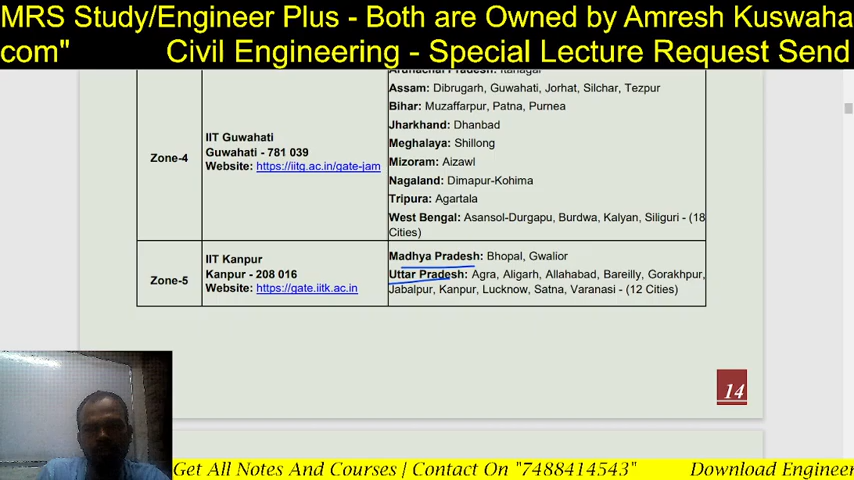 MRS Study/Engineer Plus - Both are Owned by Amresh Kuswaha
com" Civil Engineering - Special Lecture Request Send
Arunachal Pradesh: Itanagar
Assam: Dibrugarh, Guwahati, Jorhat, Silchar, Tezpur
Bihar: Muzaffarpur, Patna, Purnea
Jharkhand: Dhanbad
Meghalaya: Shillong
Mizoram: Aizawl
Nagaland: Dimapur-Kohima
Tripura: Agartala
West Bengal: Asansol-Durgapu, Burdwa, Kalyan, Siliguri - (18
Cities)
Zone-4
IIT Guwahati
Guwahati - 781 039
Website: https://iitg.ac.in/gate-jam
Zone-5
IIT Kanpur
Kanpur - 208 016
Website: https://gate.iitk.ac.in
Madhya Pradesh: Bhopal, Gwalior
Uttar Pradesh: Agra, Aligarh, Allahabad, Bareilly, Gorakhpur,
Jabalpur, Kanpur, Lucknow, Satna, Varanasi - (12 Cities)
14
Get All Notes And Courses | Contact On "7488414543" Download Engineer